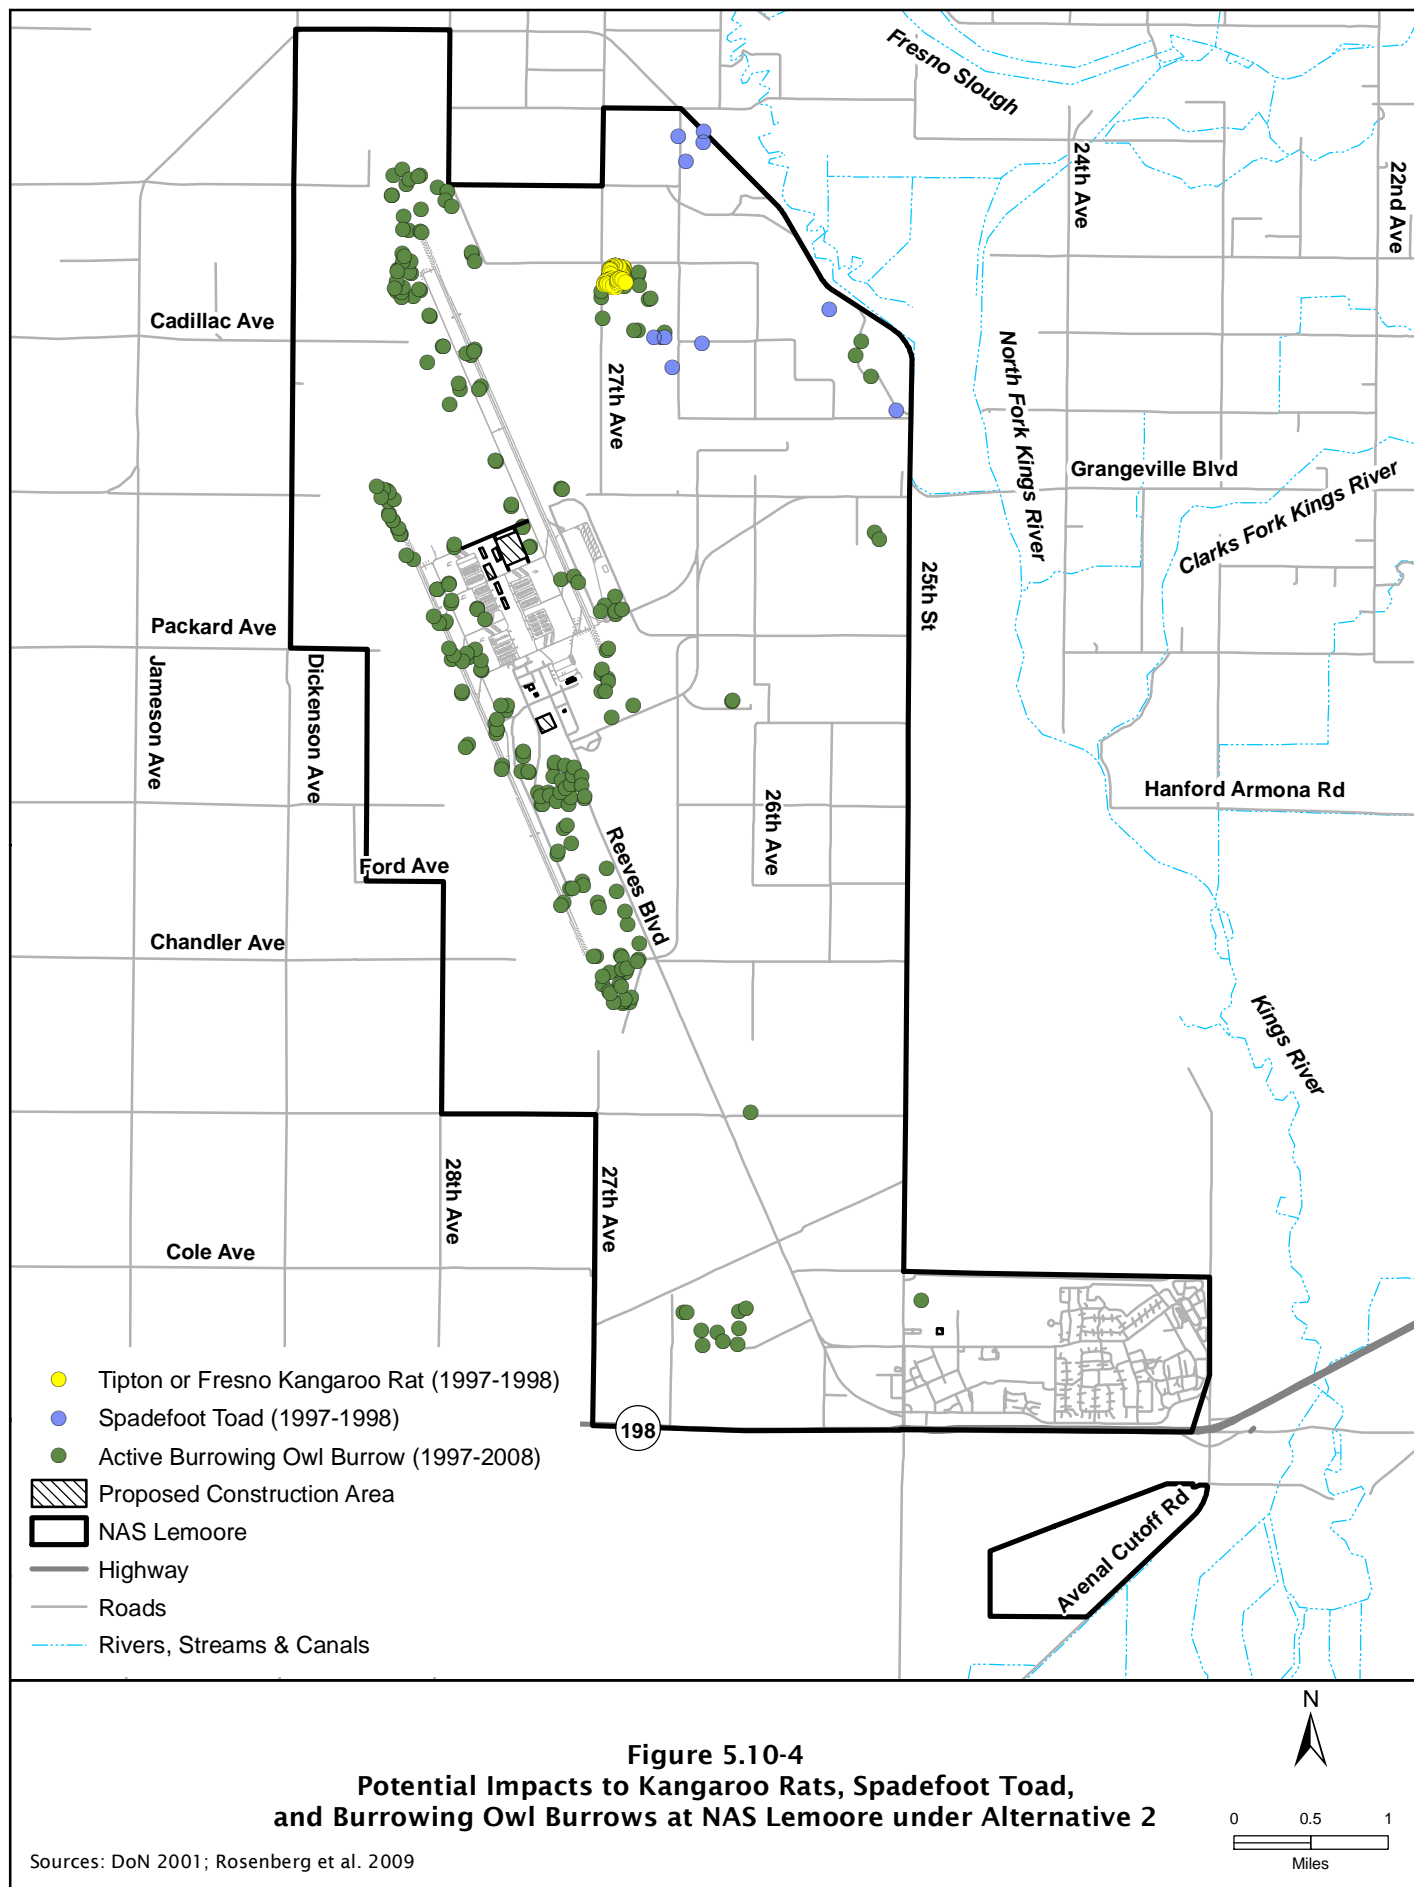 Fresno Slough
24th Ave
22nd Ave
Cadillac Ave
27th Ave
North Fork Kings River
Grangeville Blvd
Clarks Fork Kings River
25th St
Packard Ave
Jameson Ave
Dickenson Ave
Hanford Armona Rd
26th Ave
Reeves Blvd
Ford Ave
Chandler Ave
Kings River
28th Ave
27th Ave
Cole Ave
Tipton or Fresno Kangaroo Rat (1997-1998)
Spadefoot Toad (1997-1998)
Active Burrowing Owl Burrow (1997-2008)
Proposed Construction Area
NAS Lemoore
Highway
Roads
Rivers, Streams & Canals
198
Avenal Cutoff Rd
N
Figure 5.10-4
Potential Impacts to Kangaroo Rats, Spadefoot Toad,
and Burrowing Owl Burrows at NAS Lemoore under Alternative 2
0 0.5 1
Miles
Sources: DoN 2001; Rosenberg et al. 2009